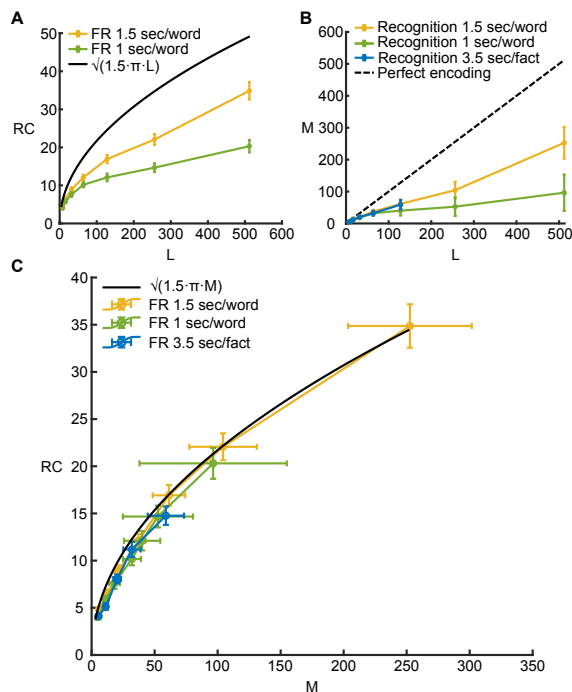 A
FR 1.5 sec/word
FR 1 sec/word
√(1.5·π·L)
50
40
30
20
10
0
RC
0 100 200 300 400 500 600
L
B
Recognition 1.5 sec/word
Recognition 1 sec/word
Recognition 3.5 sec/fact
Perfect encoding
600
500
400
300
200
100
0
M
0 100 200 300 400 500
L
C
√(1.5·π·M)
FR 1.5 sec/word
FR 1 sec/word
FR 3.5 sec/fact
40
35
30
25
20
15
10
5
0
RC
0 50 100 150 200 250 300 350
M